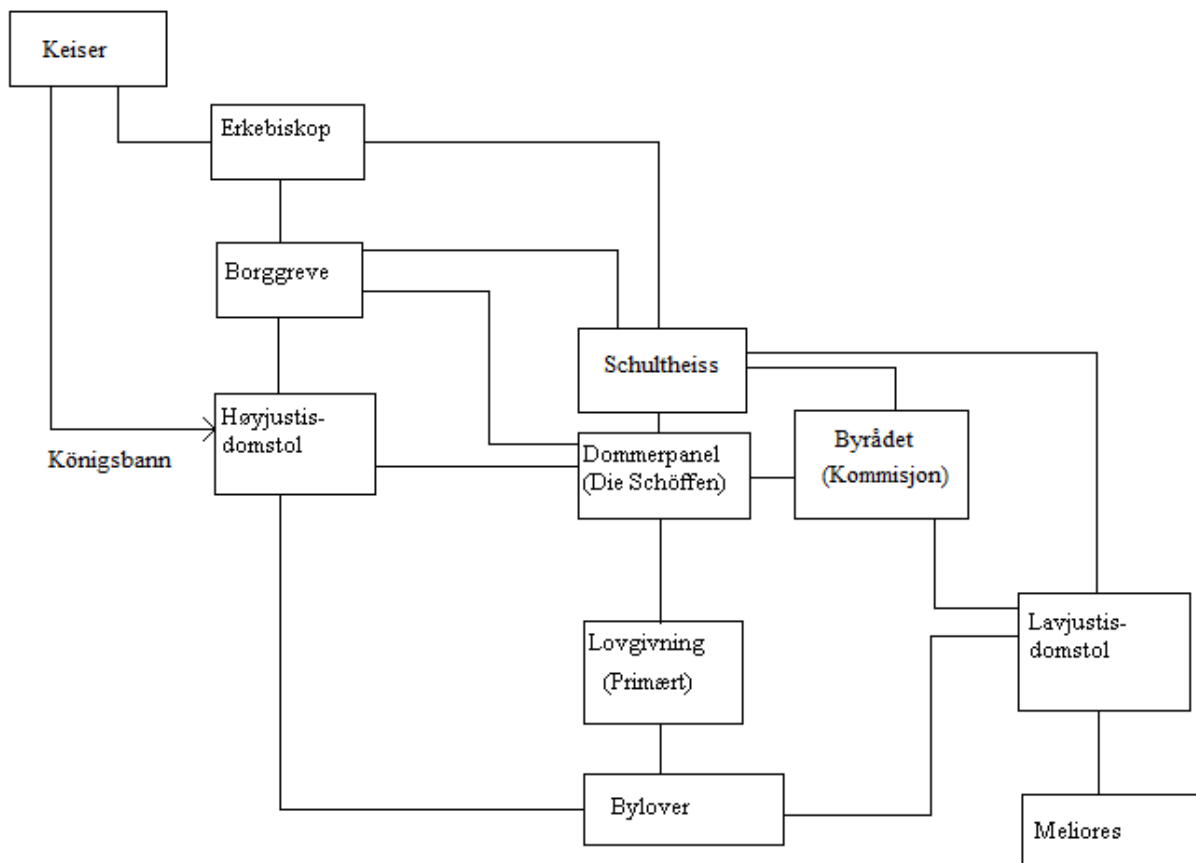 Keiser
Erkebiskop
Borggreve
Schultheiss
Høyjustis-
domstol
Königsbann
Dommerpanel
(Die Schöffen)
Byrådet
(Kommisjon)
Lovgivning
(Primært)
Lavjustis-
domstol
Bylover
Meliores